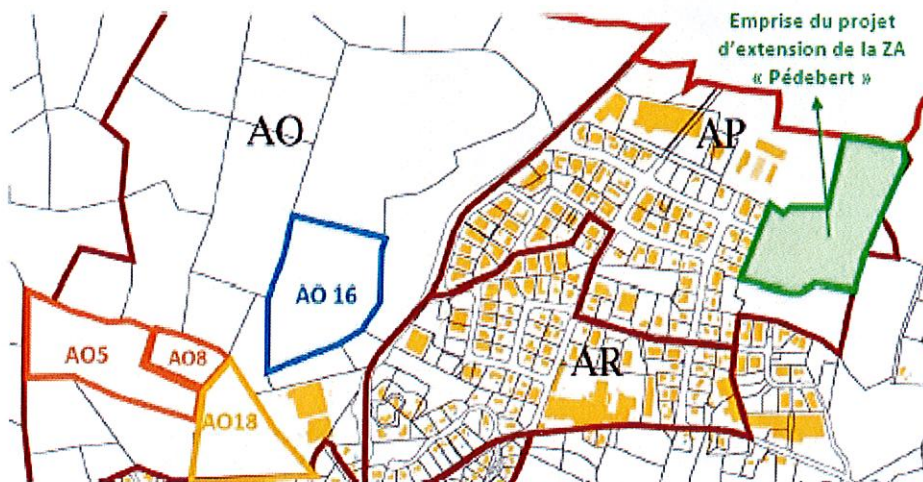 Emprise du projet
d'extension de la ZA
« Pédebert »
AO
AP
AO 16
AO5
AO8
AR
AO18